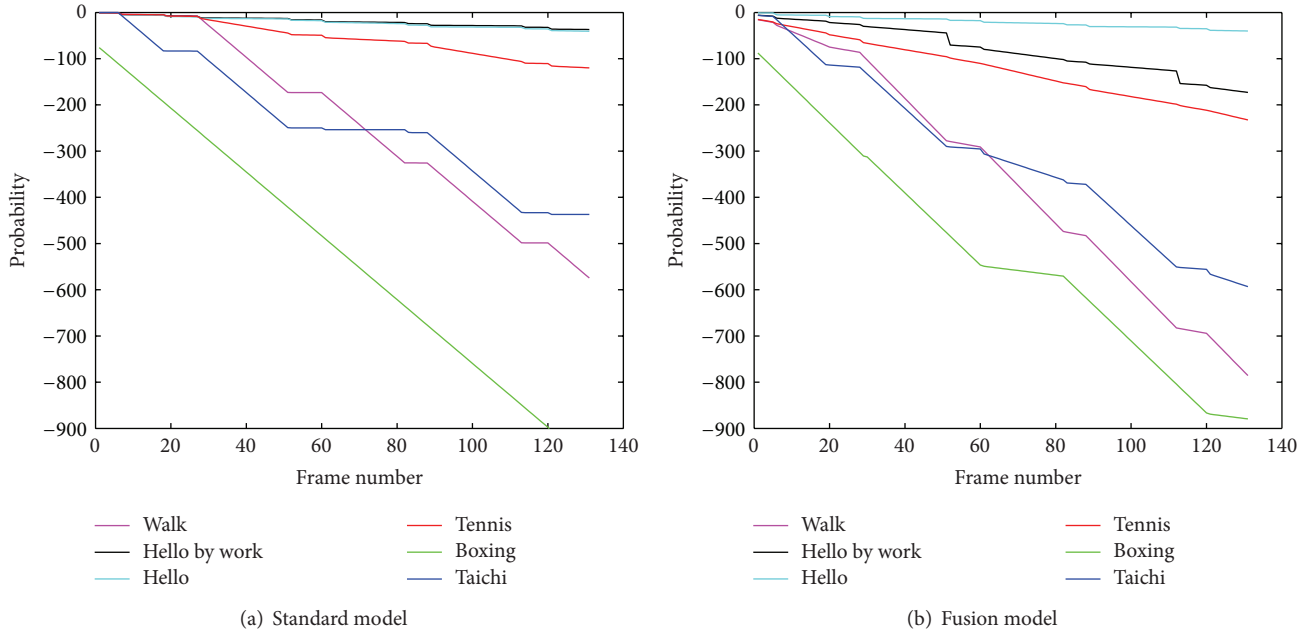 0
−100
−200
−300
−400
−500
−600
−700
−800
−900
Probability
0 20 40 60 80 100 120 140
Frame number
Walk
Hello by work
Hello
Tennis
Boxing
Taichi
(a) Standard model
0
−100
−200
−300
−400
−500
−600
−700
−800
−900
Probability
0 20 40 60 80 100 120 140
Frame number
Walk
Hello by work
Hello
Tennis
Boxing
Taichi
(b) Fusion model